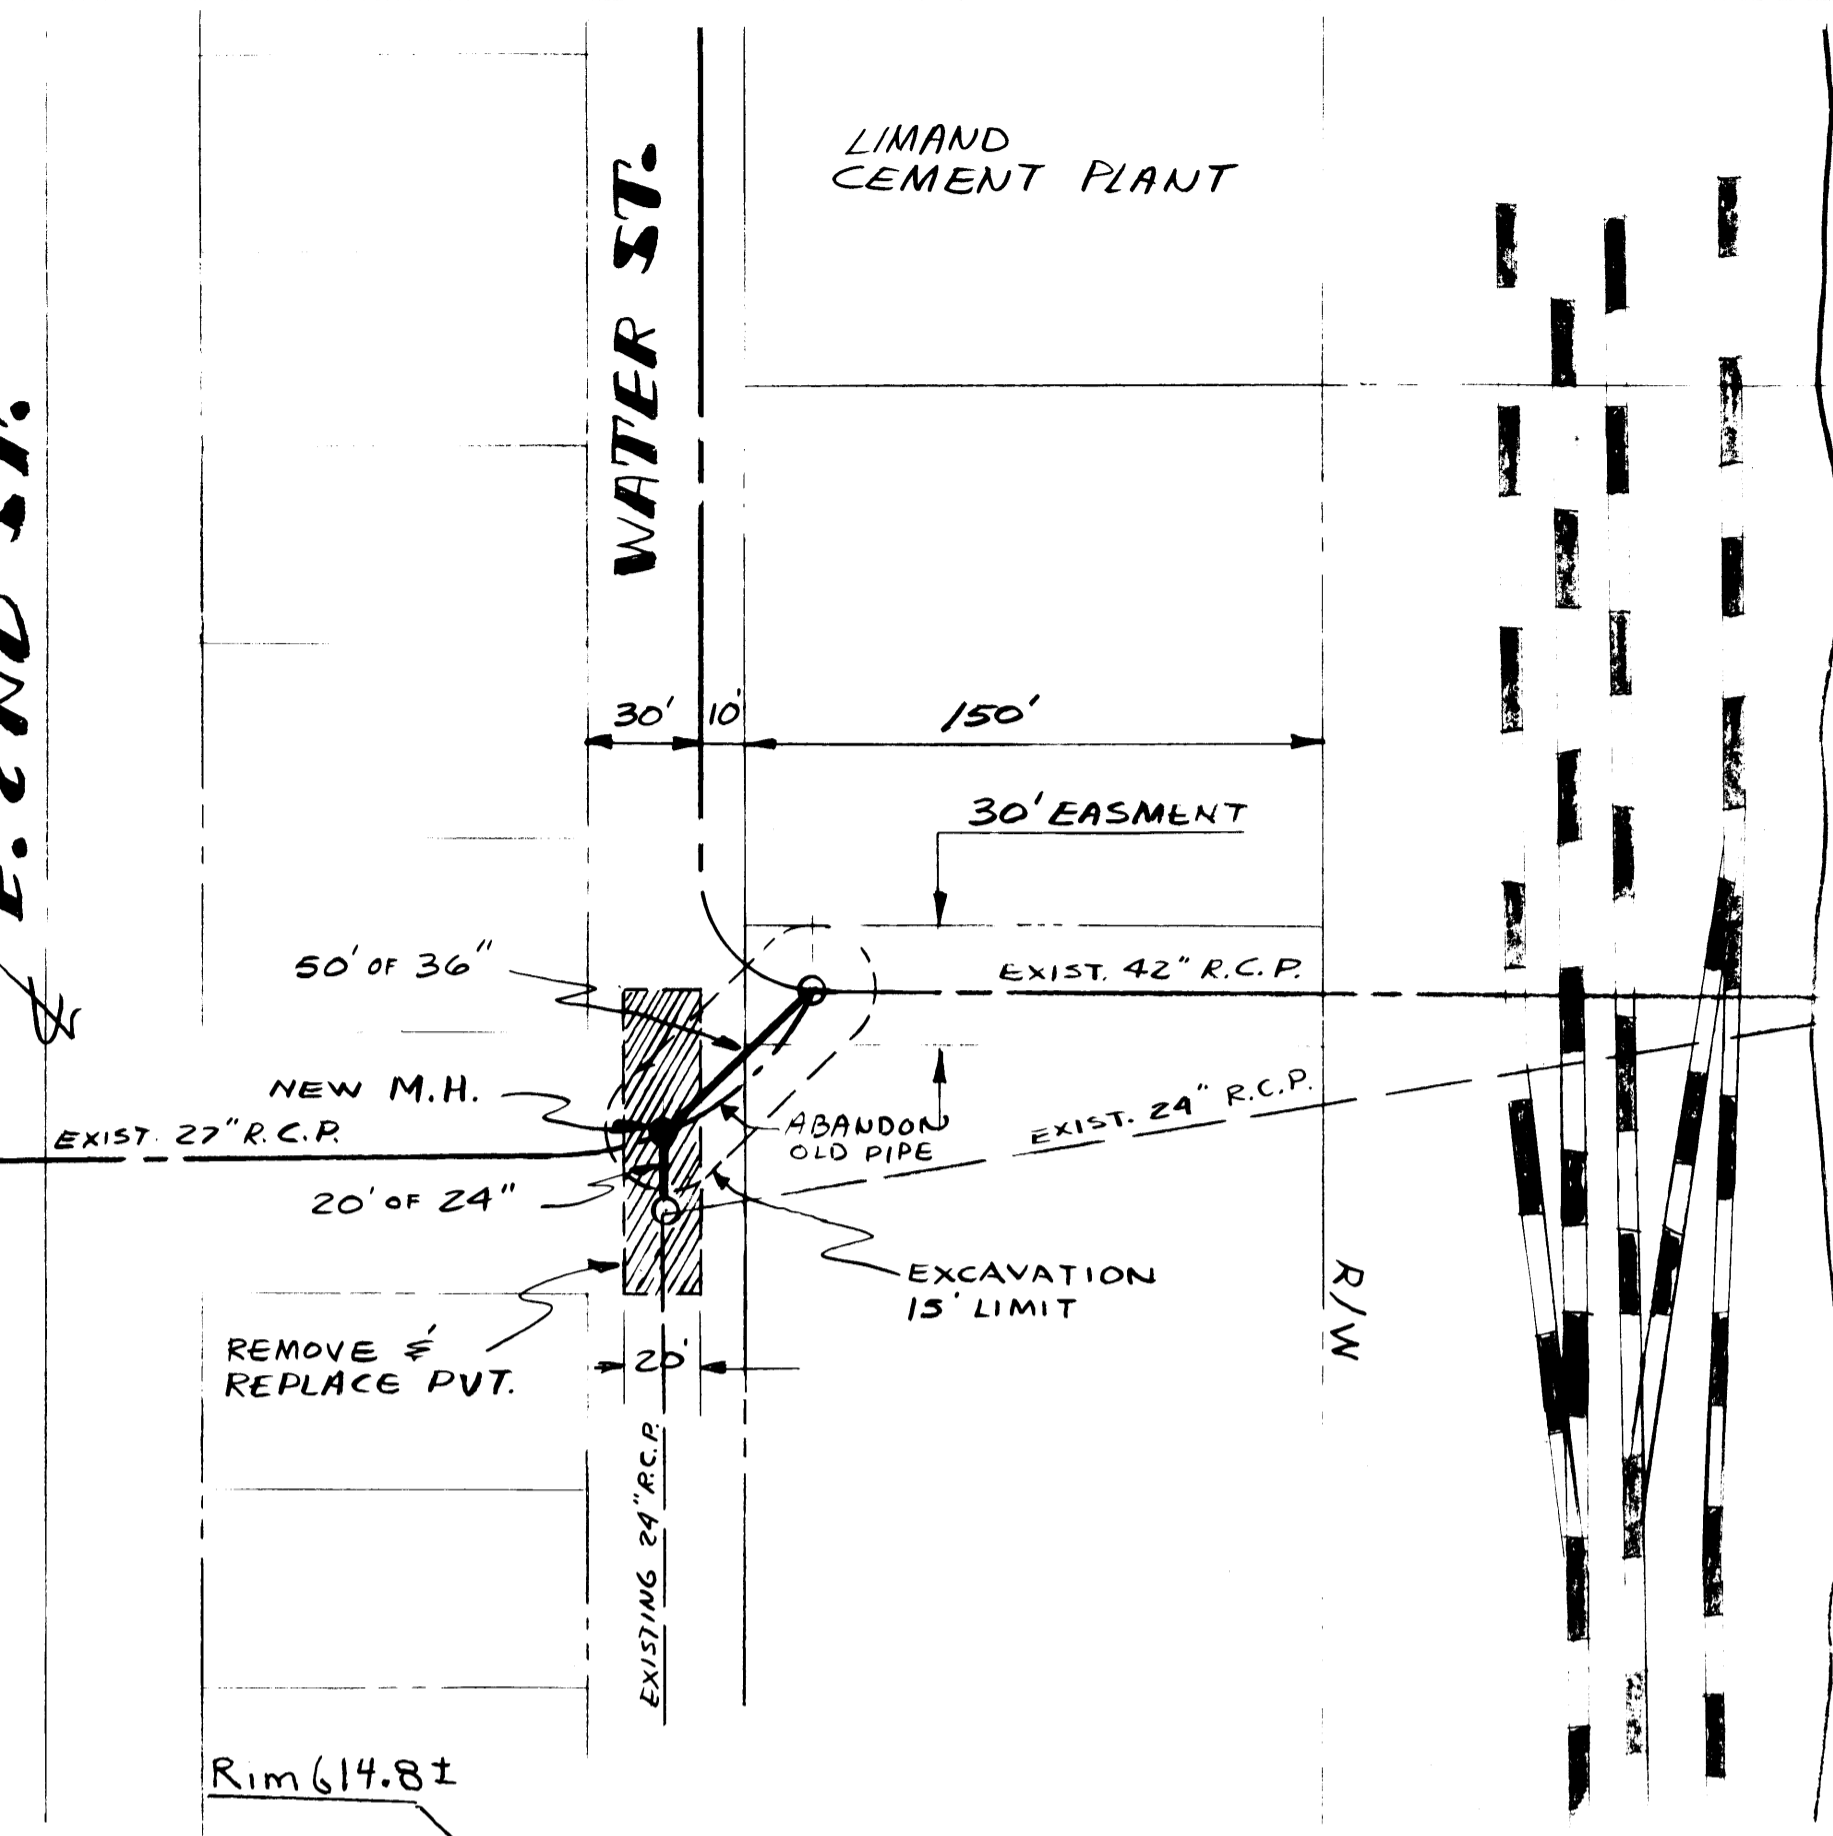 LIMAND
CEMENT PLANT
WATER ST.
E. 2ND ST.
30' 10' 150'
30' EASMENT
50' OF 36"
EXIST. 42" R.C.P.
NEW M.H.
EXIST. 27" R.C.P.
ABANDON
OLD PIPE
EXIST. 24" R.C.P.
20' OF 24"
EXCAVATION
15' LIMIT
R/W
REMOVE &
REPLACE PVT.
20'
EXISTING 24" R.C.P.
Rim 614.8±